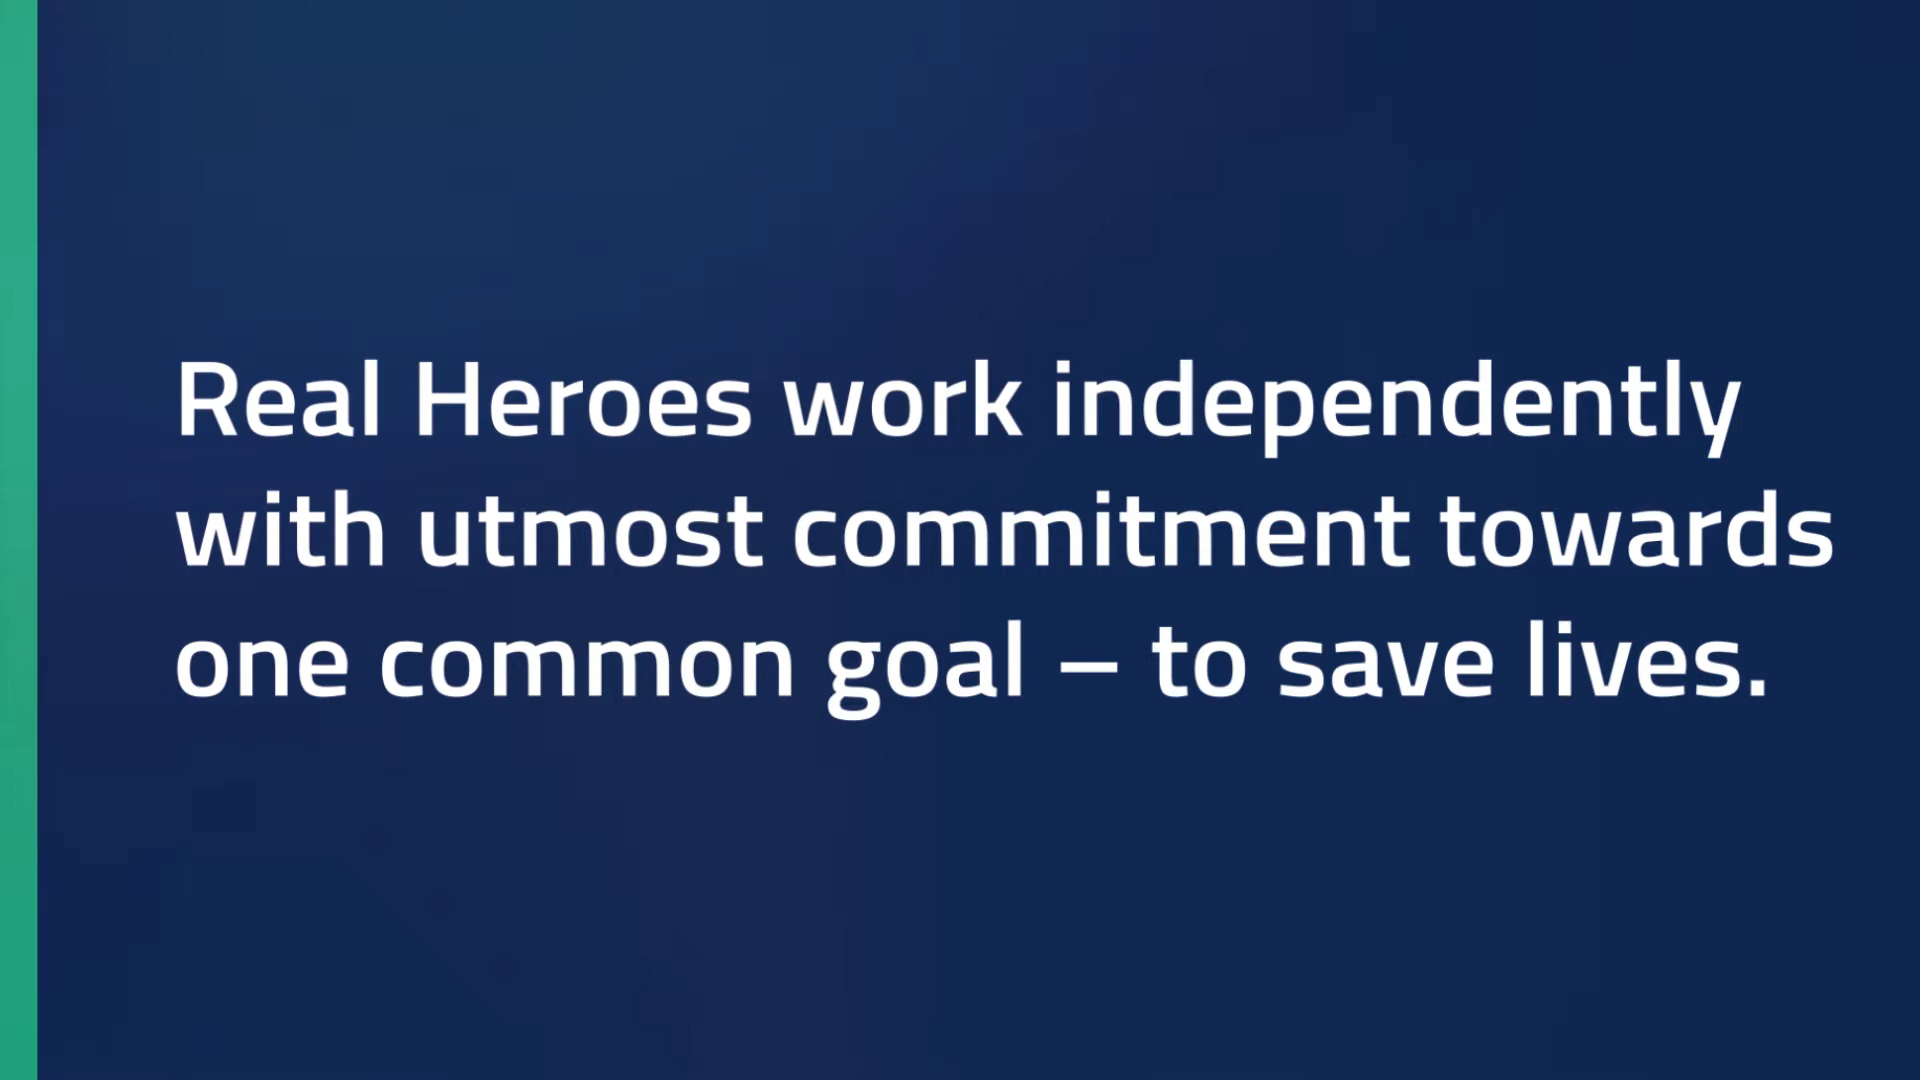 Real Heroes work independently
with utmost commitment towards
one common goal – to save lives.